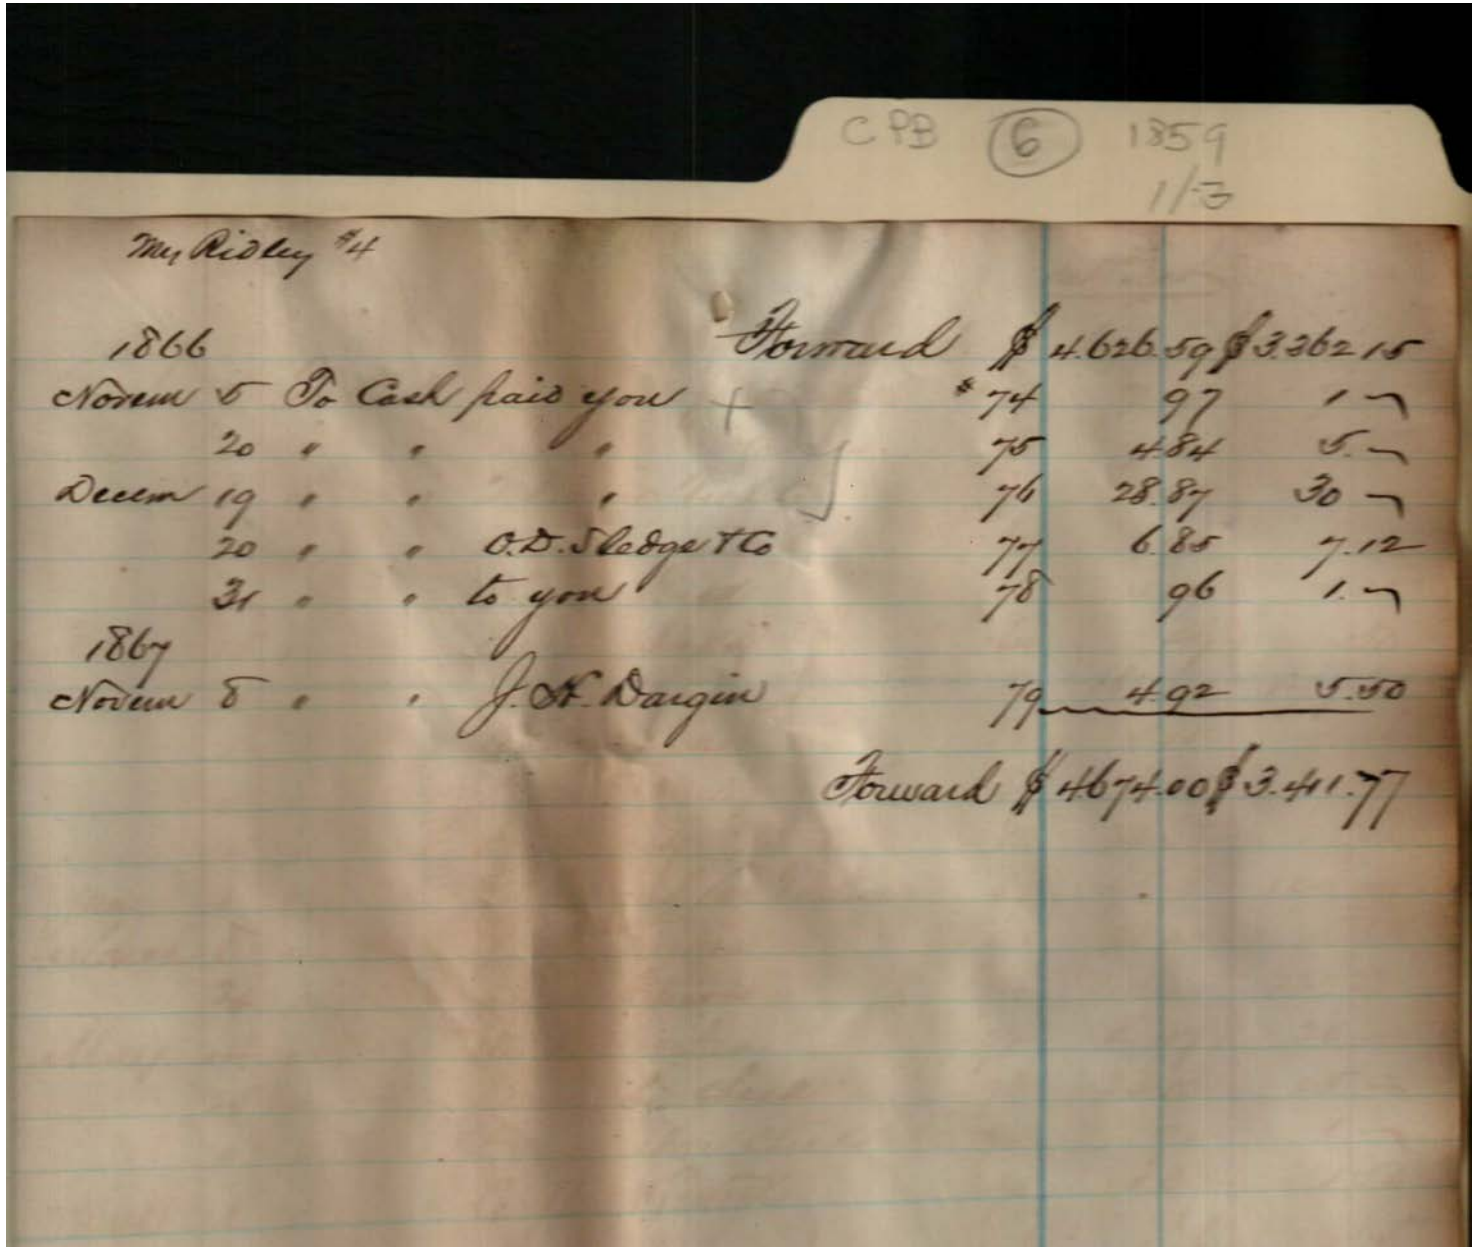 CPB 6 1859
1/3
Mrs Ridley #4
1866 Forward $ 4.626.59 $ 3.362 15
Novem 5 To Cash paid you # 74 97 1 ¬
20 " " " 75 4.84 5. ¬
Decem 19 " " " 76 28.87 30 ¬
20 " " O.D. Sledge & Co 77 6.85 7.12
31 " " to you 78 96 1. ¬
1867
Novem 8 " " J. H. Dargin 79 4.92 5.50
Forward $ 4674.00 $ 3.411.77